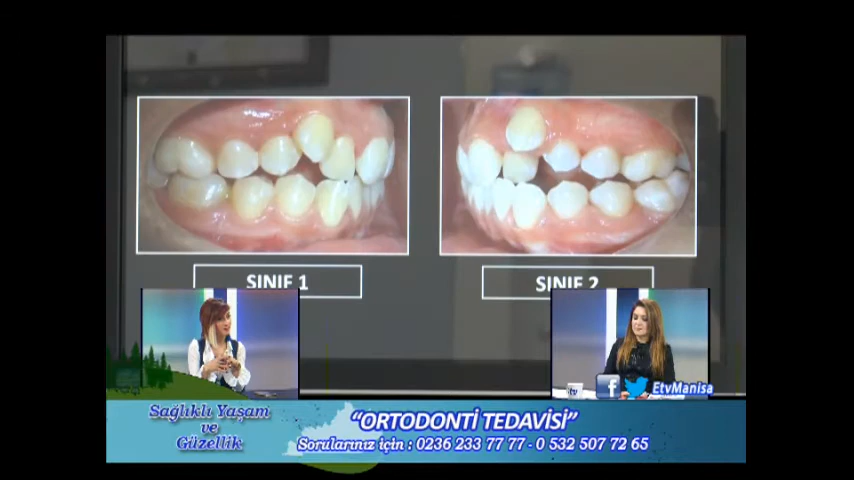 SINIF 1
SINIF 2
tv
f
EtvManisa
Sağlıklı Yaşam
ve
Güzellik
“ORTODONTİ TEDAVİSİ”
Sorularınız için : 0236 233 77 77 - 0 532 507 72 65